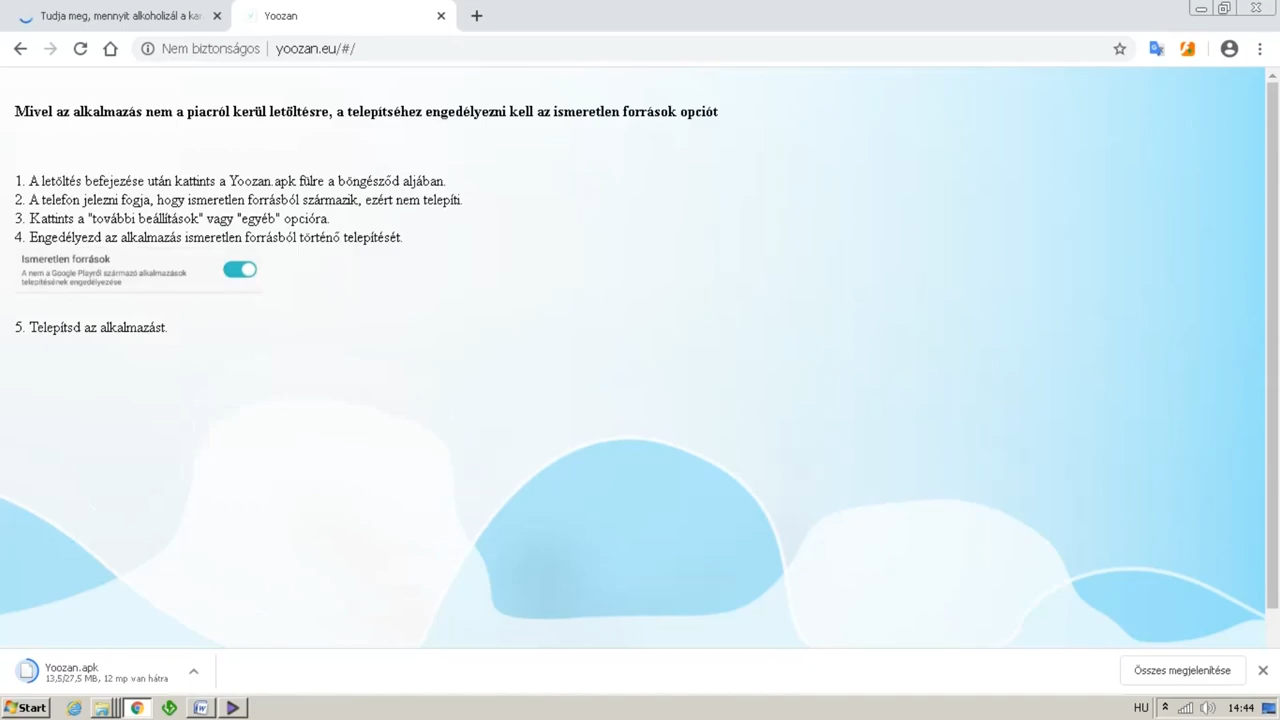 Tudja meg, mennyit alkoholizál a kar
Yoozan
Nem biztonságos
yoozan.eu/#/
Mivel az alkalmazás nem a piacról kerül letöltésre, a telepítséhez engedélyezni kell az ismeretlen források opciót
1. A letöltés befejezése után kattints a Yoozan.apk fülre a böngésződ aljában.
2. A telefon jelezni fogja, hogy ismeretlen forrásból származik, ezért nem telepíti.
3. Kattints a "további beállítások" vagy "egyéb" opcióra.
4. Engedélyezd az alkalmazás ismeretlen forrásból történő telepítését.
Ismeretlen források
A nem a Google Playről származó alkalmazások
telepítésének engedélyezése
5. Telepítsd az alkalmazást.
Yoozan.apk
13,5/27,5 MB, 12 mp van hátra
Összes megjelenítése
Start
HU
14:44